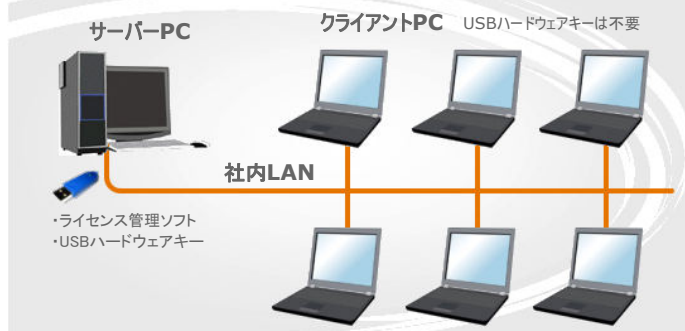 サーバーPC
クライアントPC USBハードウェアキーは不要
社内LAN
・ライセンス管理ソフト
・USBハードウェアキー